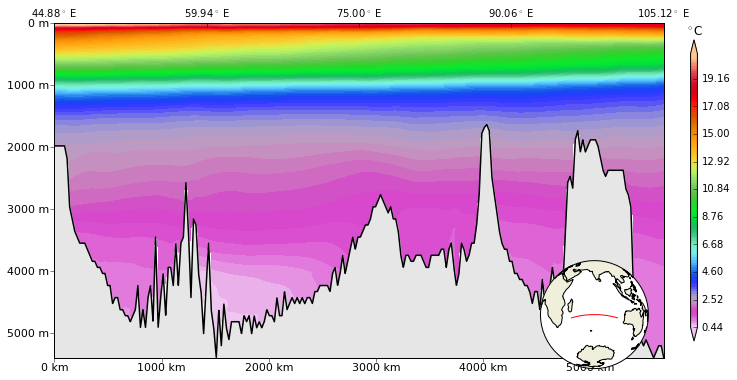 44.88° E 59.94° E 75.00° E 90.06° E 105.12° E
°C
0 m
1000 m
2000 m
3000 m
4000 m
5000 m
19.16
17.08
15.00
12.92
10.84
8.76
6.68
4.60
2.52
0.44
0 km 1000 km 2000 km 3000 km 4000 km 5000 km